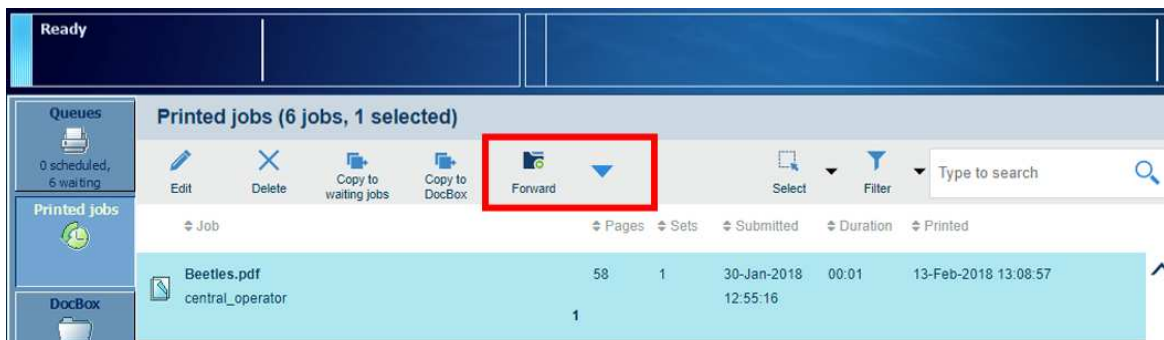 Ready
Queues
0 scheduled,
6 waiting
Printed jobs
DocBox
Printed jobs (6 jobs, 1 selected)
Edit
Delete
Copy to
waiting jobs
Copy to
DocBox
Forward
Select
Filter
Type to search
Job Pages Sets Submitted Duration Printed
Beetles.pdf 58 1 30-Jan-2018 00:01 13-Feb-2018 13:08:57
central_operator 12:55:16
1